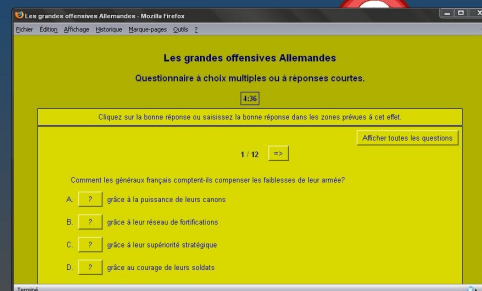 Les grandes offensives Allemandes - Mozilla Firefox
Fichier Edition Affichage Historique Marque-pages Outils ?
Les grandes offensives Allemandes
Questionnaire à choix multiples ou à réponses courtes.
4:36
Cliquez sur la bonne réponse ou saisissez la bonne réponse dans les zones prévues à cet effet.
Afficher toutes les questions
1 / 12 =>
Comment les généraux français comptent-ils compenser les faiblesses de leur armée?
A. ? grâce à la puissance de leurs canons
B. ? grâce à leur réseau de fortifications
C. ? grâce à leur supériorité stratégique
D. ? grâce au courage de leurs soldats
Terminé